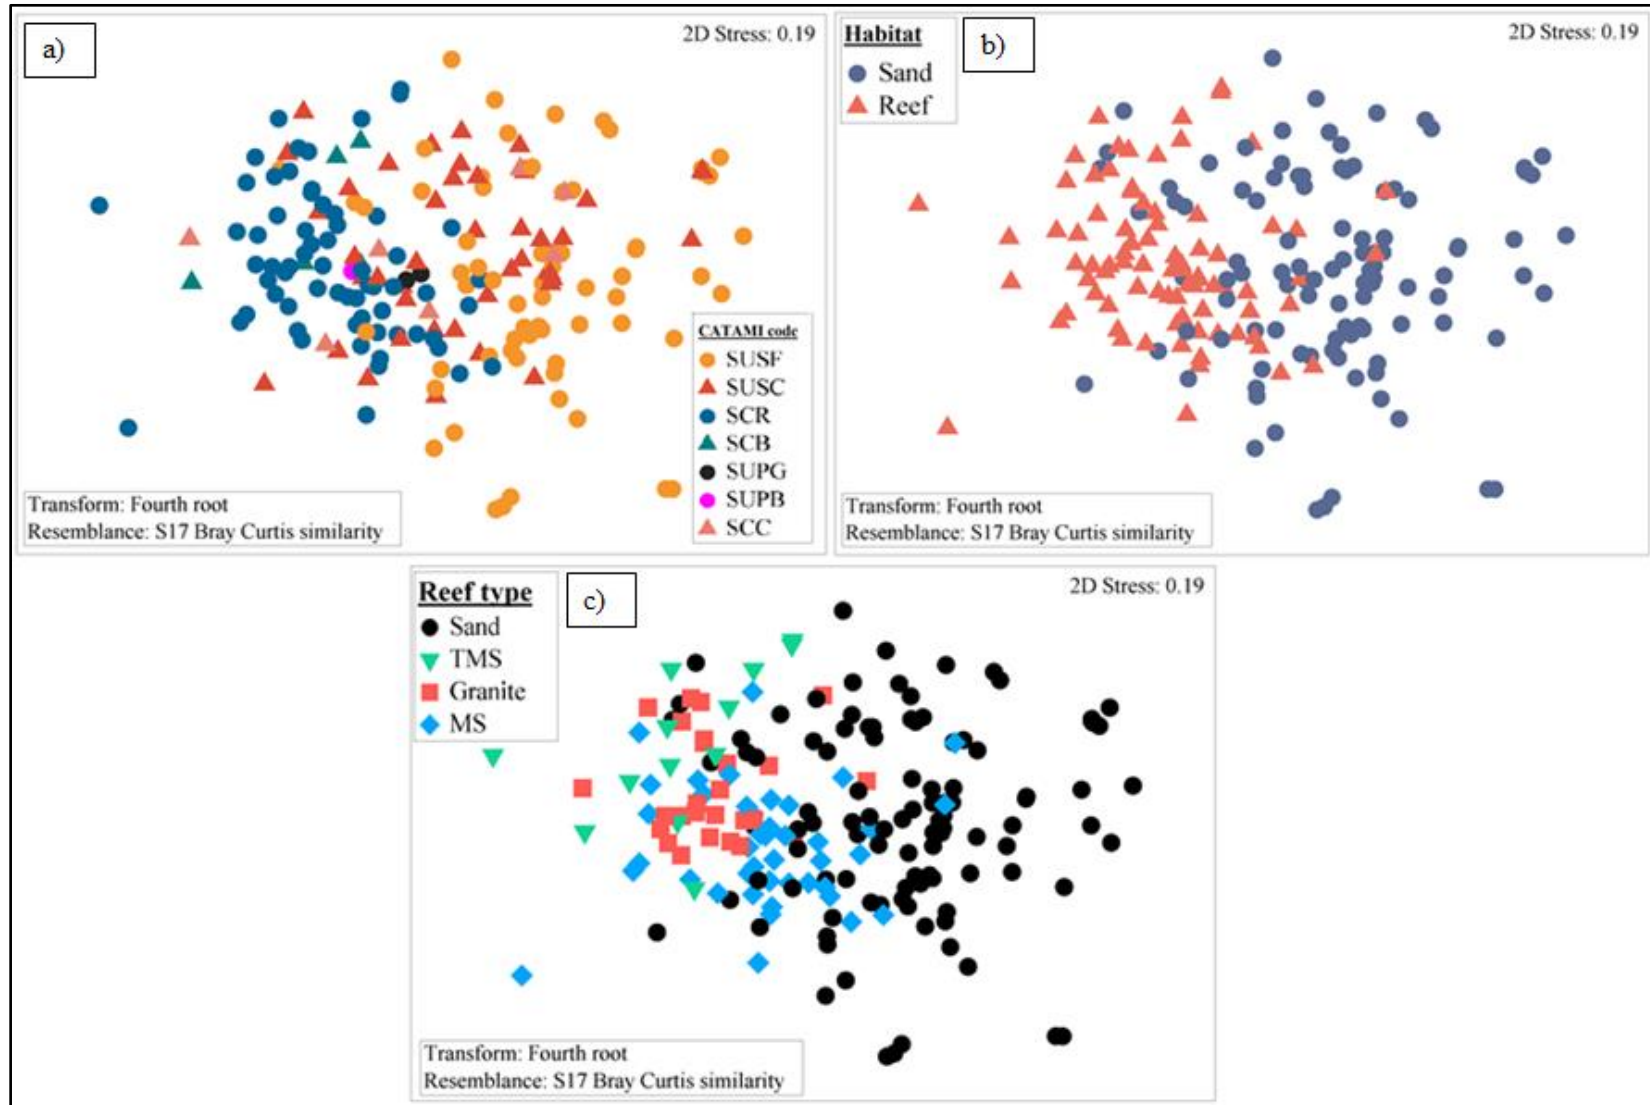 a)
2D Stress: 0.19
CATAMI code
SUSF
SUSC
SCR
SCB
SUPG
SUPB
SCC
Transform: Fourth root
Resemblance: S17 Bray Curtis similarity
Habitat
Sand
Reef
b)
2D Stress: 0.19
Transform: Fourth root
Resemblance: S17 Bray Curtis similarity
Reef type
Sand
TMS
Granite
MS
c)
2D Stress: 0.19
Transform: Fourth root
Resemblance: S17 Bray Curtis similarity